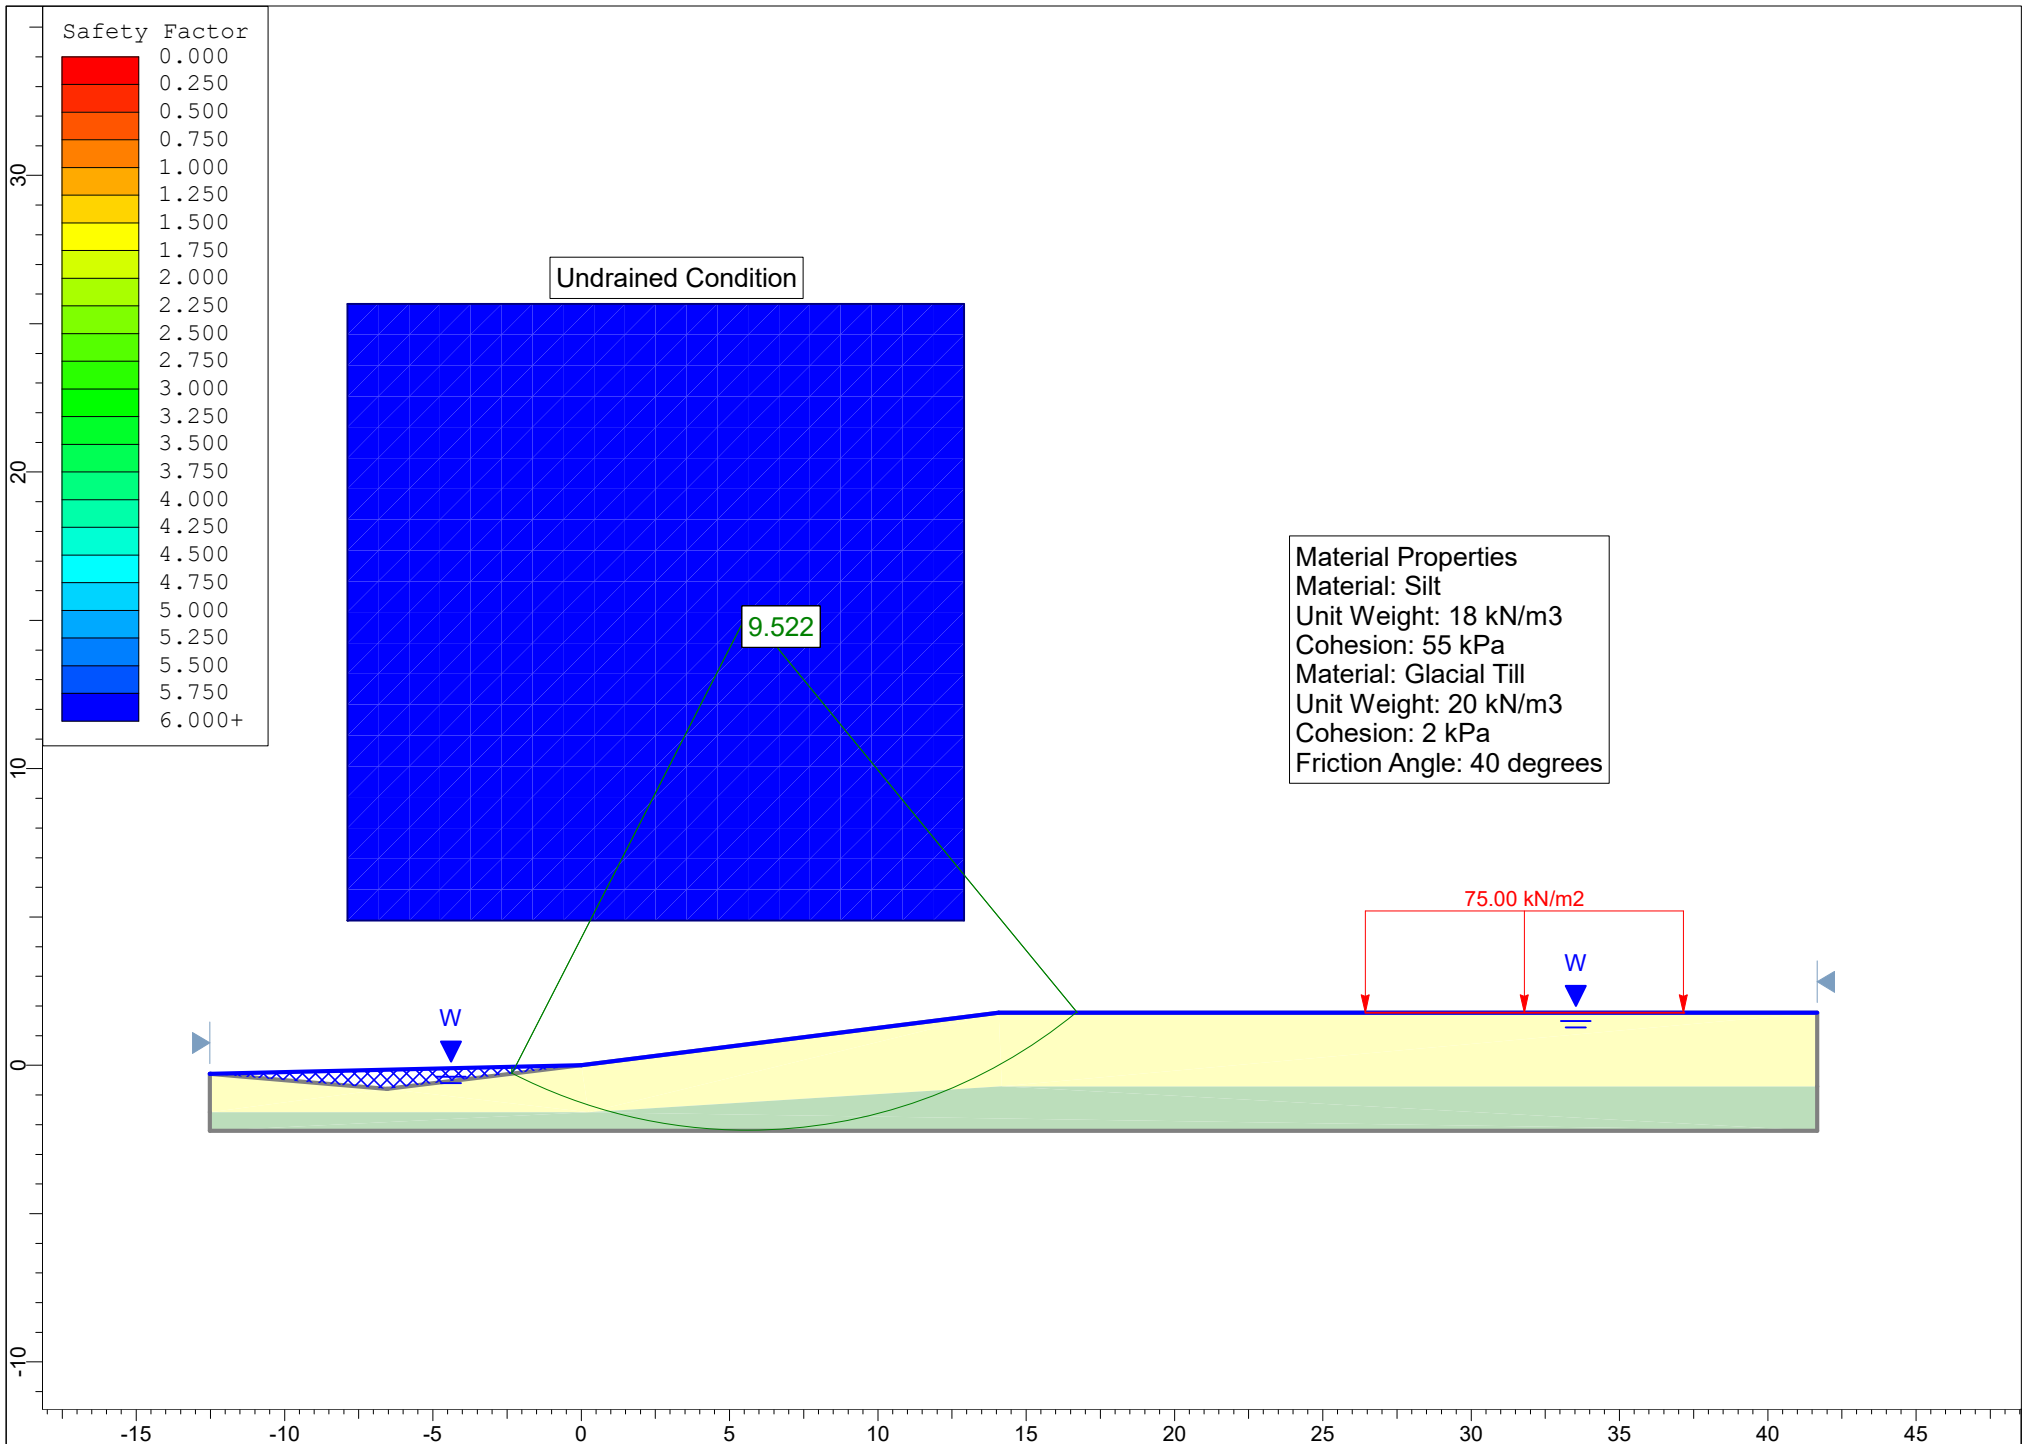 Safety Factor
0.000
0.250
0.500
0.750
1.000
1.250
1.500
1.750
2.000
2.250
2.500
2.750
3.000
3.250
3.500
3.750
4.000
4.250
4.500
4.750
5.000
5.250
5.500
5.750
6.000+
Undrained Condition
9.522
Material Properties
Material: Silt
Unit Weight: 18 kN/m3
Cohesion: 55 kPa
Material: Glacial Till
Unit Weight: 20 kN/m3
Cohesion: 2 kPa
Friction Angle: 40 degrees
75.00 kN/m2
W
W
30
20
10
0
-10
-15 -10 -5 0 5 10 15 20 25 30 35 40 45